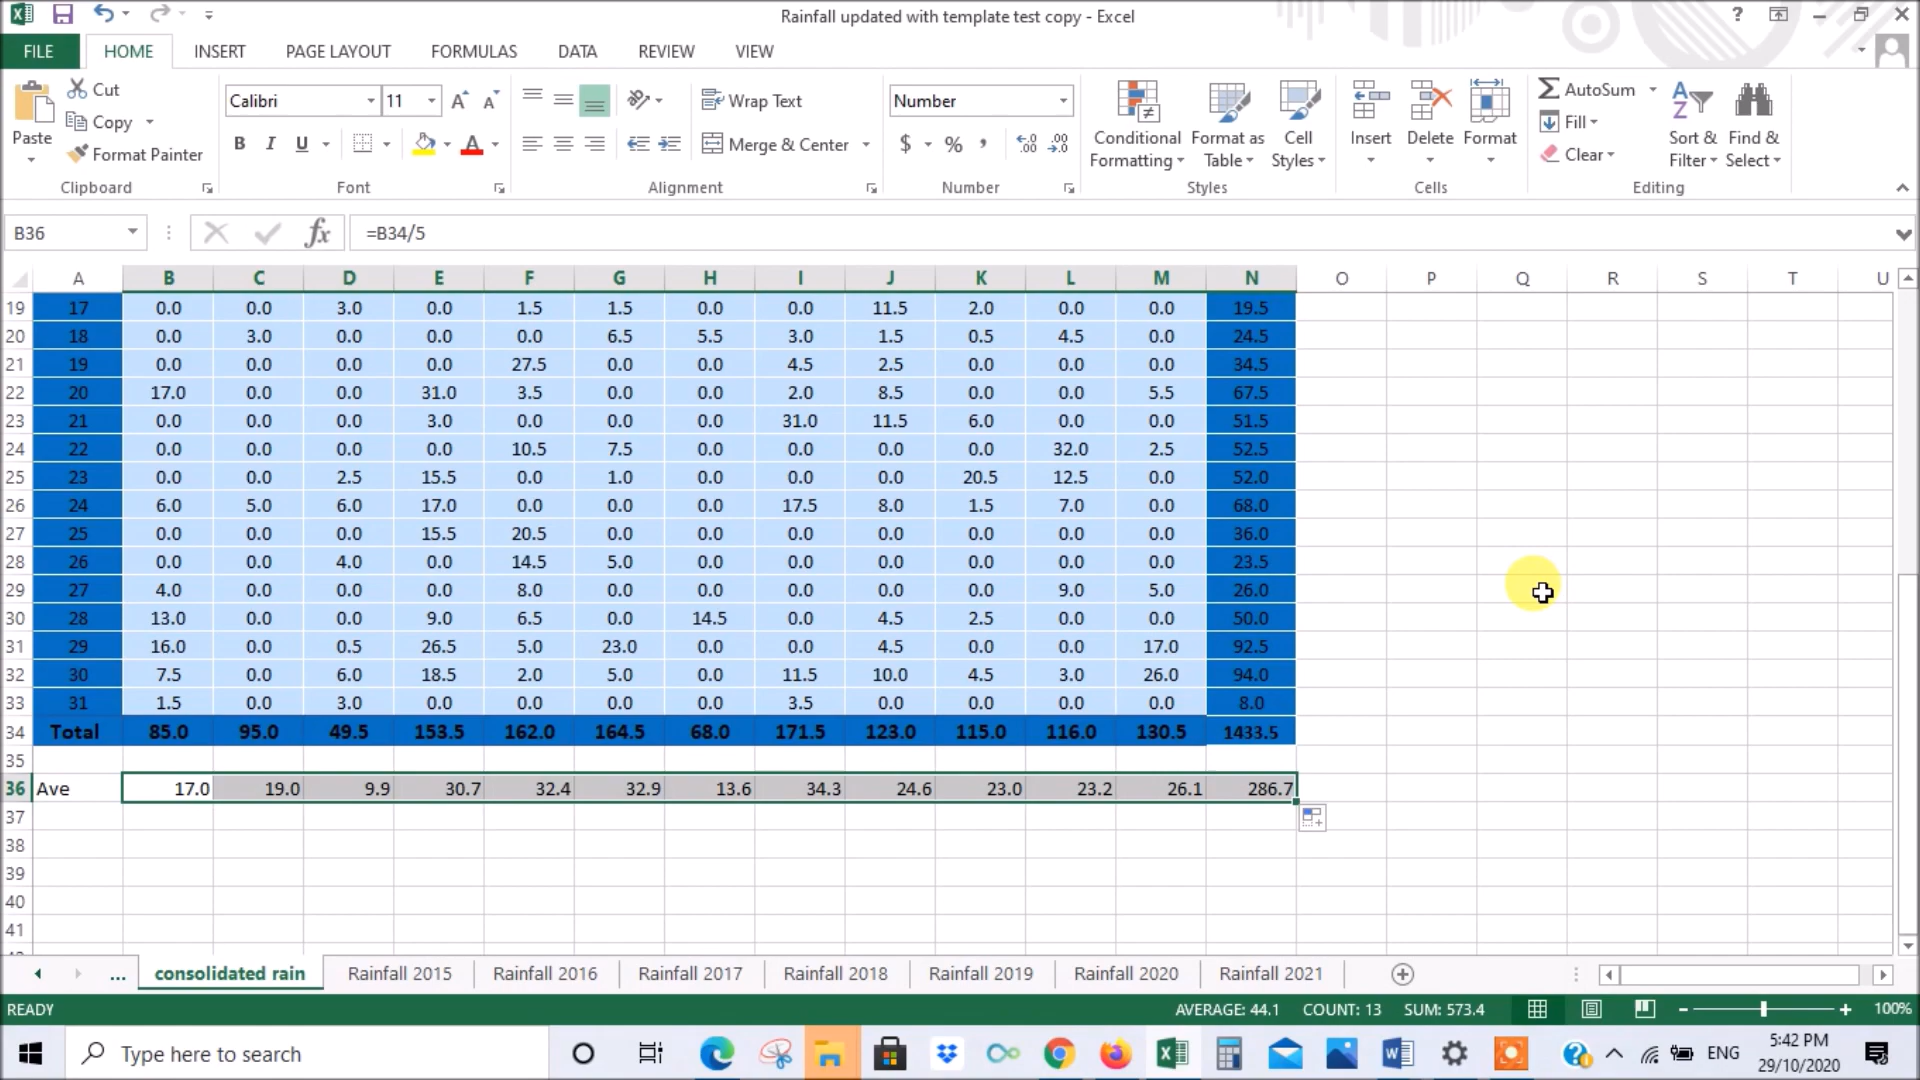 Rainfall updated with template test copy - Excel
?
FILE HOME INSERT PAGE LAYOUT FORMULAS DATA REVIEW VIEW
Paste Cut Copy Format Painter Clipboard
Calibri 11 B I U Font
Wrap Text Merge & Center Alignment
Number $ % , Number
Conditional Formatting Format as Table Cell Styles Styles
Insert Delete Format Cells
AutoSum Fill Clear Sort & Filter Find & Select Editing
B36 fx =B34/5
A B C D E F G H I J K L M N O P Q R S T U
19 17 0.0 0.0 3.0 0.0 1.5 1.5 0.0 0.0 11.5 2.0 0.0 0.0 19.5
20 18 0.0 3.0 0.0 0.0 0.0 6.5 5.5 3.0 1.5 0.5 4.5 0.0 24.5
21 19 0.0 0.0 0.0 0.0 27.5 0.0 0.0 4.5 2.5 0.0 0.0 0.0 34.5
22 20 17.0 0.0 0.0 31.0 3.5 0.0 0.0 2.0 8.5 0.0 0.0 5.5 67.5
23 21 0.0 0.0 0.0 3.0 0.0 0.0 0.0 31.0 11.5 6.0 0.0 0.0 51.5
24 22 0.0 0.0 0.0 0.0 10.5 7.5 0.0 0.0 0.0 0.0 32.0 2.5 52.5
25 23 0.0 0.0 2.5 15.5 0.0 1.0 0.0 0.0 0.0 20.5 12.5 0.0 52.0
26 24 6.0 5.0 6.0 17.0 0.0 0.0 0.0 17.5 8.0 1.5 7.0 0.0 68.0
27 25 0.0 0.0 0.0 15.5 20.5 0.0 0.0 0.0 0.0 0.0 0.0 0.0 36.0
28 26 0.0 0.0 4.0 0.0 14.5 5.0 0.0 0.0 0.0 0.0 0.0 0.0 23.5
29 27 4.0 0.0 0.0 0.0 8.0 0.0 0.0 0.0 0.0 0.0 9.0 5.0 26.0
30 28 13.0 0.0 0.0 9.0 6.5 0.0 14.5 0.0 4.5 2.5 0.0 0.0 50.0
31 29 16.0 0.0 0.5 26.5 5.0 23.0 0.0 0.0 4.5 0.0 0.0 17.0 92.5
32 30 7.5 0.0 6.0 18.5 2.0 5.0 0.0 11.5 10.0 4.5 3.0 26.0 94.0
33 31 1.5 0.0 3.0 0.0 0.0 0.0 0.0 3.5 0.0 0.0 0.0 0.0 8.0
34 Total 85.0 95.0 49.5 153.5 162.0 164.5 68.0 171.5 123.0 115.0 116.0 130.5 1433.5
35
36 Ave 17.0 19.0 9.9 30.7 32.4 32.9 13.6 34.3 24.6 23.0 23.2 26.1 286.7
37
38
39
40
41
... consolidated rain Rainfall 2015 Rainfall 2016 Rainfall 2017 Rainfall 2018 Rainfall 2019 Rainfall 2020 Rainfall 2021
READY AVERAGE: 44.1 COUNT: 13 SUM: 573.4 100%
Type here to search ENG 5:42 PM
29/10/2020